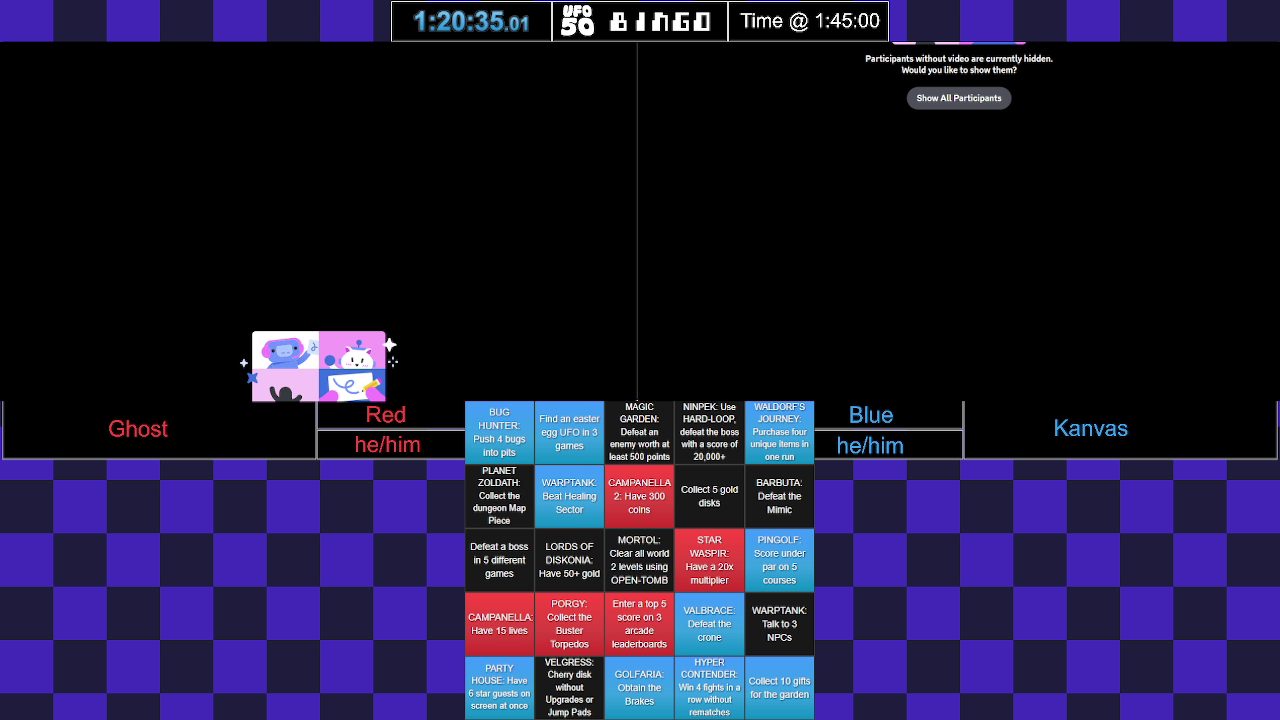 1:20:35.01
UFO
50
BINGO
Time @ 1:45:00
Participants without video are currently hidden.
Would you like to show them?
Show All Participants
Ghost
Red
he/him
Blue
he/him
Kanvas
BUG
HUNTER:
Push 4 bugs
into pits
Find an easter
egg UFO in 3
games
MAGIC
GARDEN:
Defeat an
enemy worth at
least 500 points
NINPEK: Use
HARD-LOOP,
defeat the boss
with a score of
20,000+
WALDORF'S
JOURNEY:
Purchase four
unique items in
one run
PLANET
ZOLDATH:
Collect the
dungeon Map
Piece
WARPTANK:
Beat Healing
Sector
CAMPANELLA
2: Have 300
coins
Collect 5 gold
disks
BARBUTA:
Defeat the
Mimic
Defeat a boss
in 5 different
games
LORDS OF
DISKONIA:
Have 50+ gold
MORTOL:
Clear all world
2 levels using
OPEN-TOMB
STAR
WASPIR:
Have a 20x
multiplier
PINGOLF:
Score under
par on 5
courses
CAMPANELLA:
Have 15 lives
PORGY:
Collect the
Buster
Torpedos
Enter a top 5
score on 3
arcade
leaderboards
VALBRACE:
Defeat the
crone
WARPTANK:
Talk to 3
NPCs
PARTY
HOUSE: Have
6 star guests on
screen at once
VELGRESS:
Cherry disk
without
Upgrades or
Jump Pads
GOLFARIA:
Obtain the
Brakes
HYPER
CONTENDER:
Win 4 fights in a
row without
rematches
Collect 10 gifts
for the garden